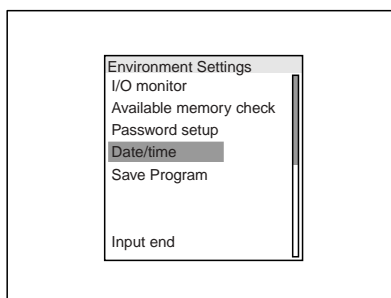 Environment Settings
I/O monitor
Available memory check
Password setup
Date/time
Save Program
Input end